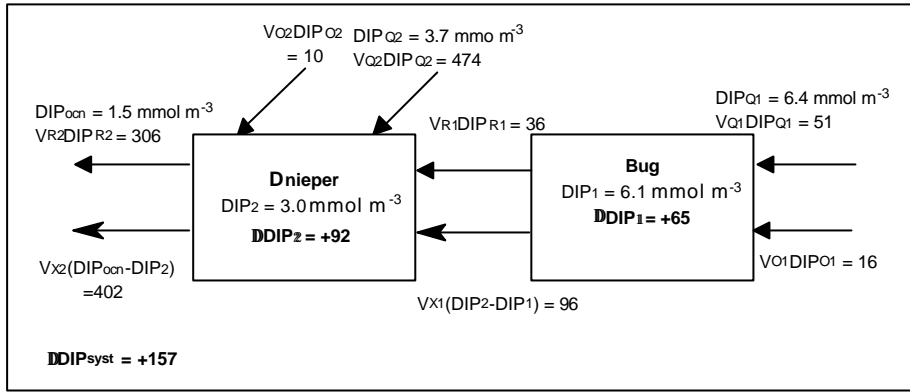 VO2DIPO2
= 10
DIPQ2 = 3.7 mmo m-3
VQ2DIPQ2 = 474
DIPocn = 1.5 mmol m-3
VR2DIPR2 = 306
VR1DIPR1 = 36
DIPQ1 = 6.4 mmol m-3
VQ1DIPQ1 = 51
Dnieper
DIP2 = 3.0 mmol m-3
DDIP2 = +92
Bug
DIP1 = 6.1 mmol m-3
DDIP1 = +65
VX2(DIPocn-DIP2)
=402
VX1(DIP2-DIP1) = 96
VO1DIPO1 = 16
DDIPsyst = +157